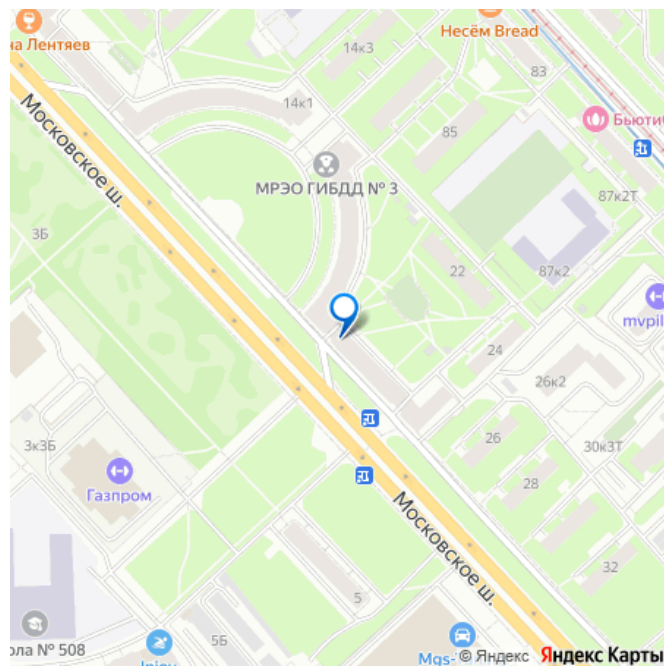 на Лентяев
Несём Bread
14к3
83
14к1
Бьюти
85
Московское ш.
МРЭО ГИБДД № 3
87к2Т
3Б
22
87к2
mvpil
24
26к2
3к3Б
26
30к3Т
Газпром
28
Московское ш.
32
5
ола № 508
5Б
Injoy
Mgs-
© Яндекс Яндекс Карты